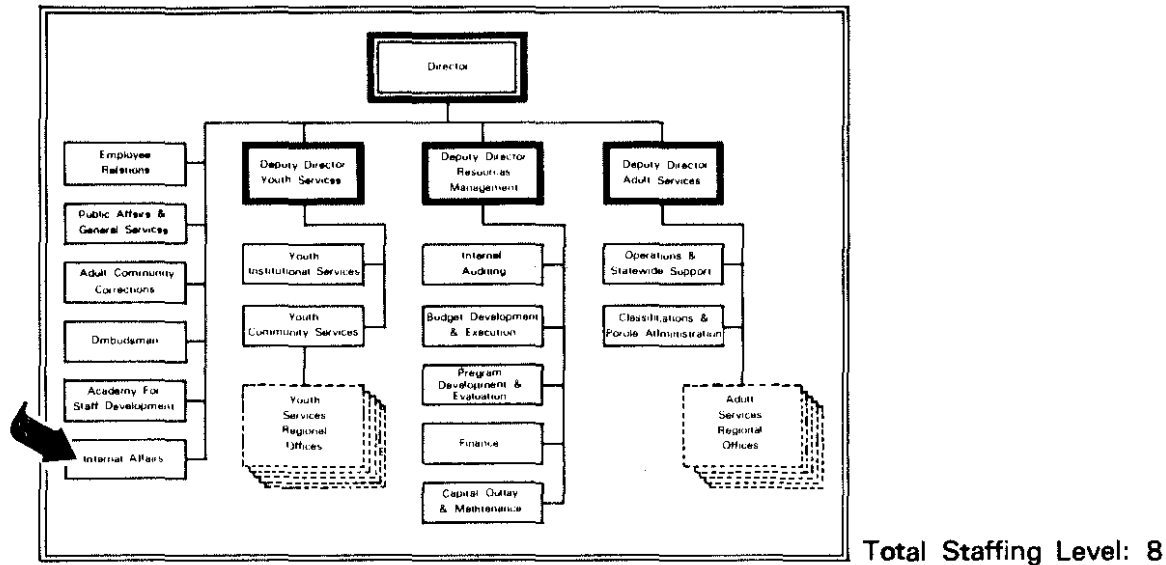 Director
Employee
Relations
Public Affairs &
General Services
Adult Community
Corrections
Ombudsman
Academy For
Staff Development
Internal Affairs
Deputy Director
Youth Services
Youth
Institutional Services
Youth
Community Services
Youth
Services
Regional
Offices
Deputy Director
Resources
Management
Internal
Auditing
Budget Development
& Execution
Program
Development &
Evaluation
Finance
Capital Outlay
& Maintenance
Deputy Director
Adult Services
Operations &
Statewide Support
Classifications &
Parole Administration
Adult
Services
Regional
Offices
Total Staffing Level: 8